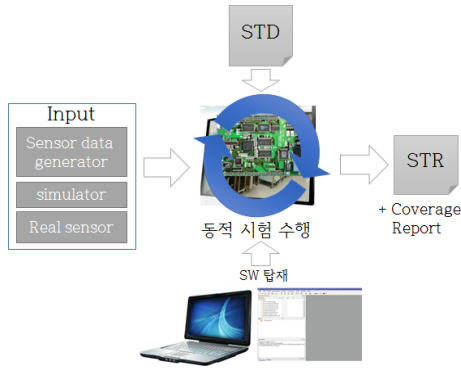 STD
Input
Sensor data
generator
simulator
Real sensor
동적 시험 수행
STR
+ Coverage
Report
SW 탑재